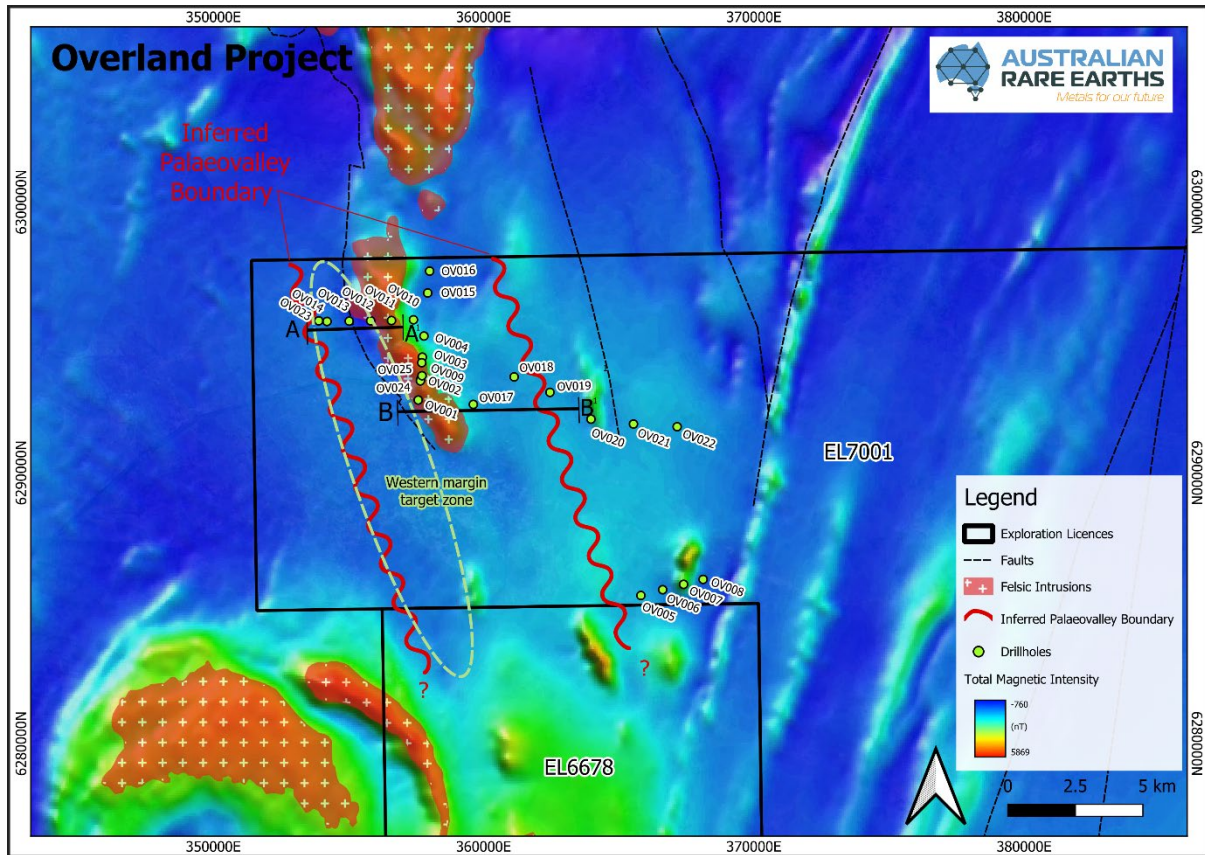 350000E
360000E
370000E
380000E
Overland Project
AUSTRALIAN
RARE EARTHS
Metals for our future
Inferred
Palaeovalley
Boundary
6300000N
6300000N
OV016
OV015
OV014
OV013
OV012
OV011
OV010
OV023
A
A'
OV004
OV003
OV025
OV009
OV018
OV024
OV002
OV019
OV001
OV017
B
B'
OV020
OV021
OV022
EL7001
6290000N
6290000N
Western margin
target zone
OV008
OV007
OV006
OV005
?
?
EL6678
6280000N
6280000N
Legend
Exploration Licences
Faults
Felsic Intrusions
Inferred Palaeovalley Boundary
Drillholes
Total Magnetic Intensity
-760
(nT)
5869
0 2.5 5 km
350000E
360000E
370000E
380000E